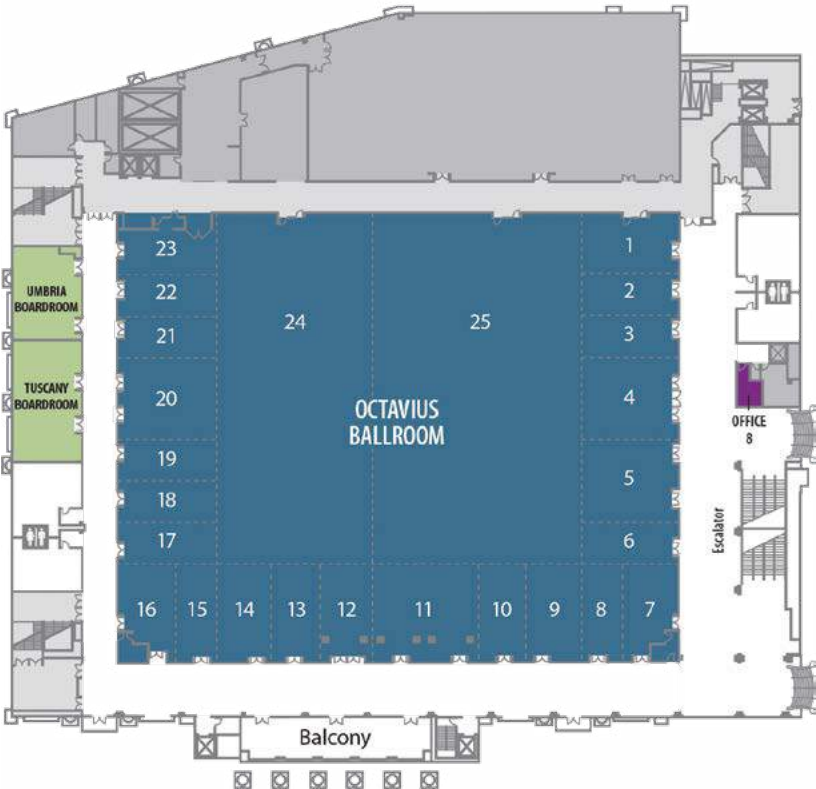 23
1
22
2
UMBRIA
BOARDROOM
24
25
21
3
TUSCANY
BOARDROOM
20
4
OCTAVIUS
BALLROOM
OFFICE
8
19
5
18
17
6
Escalator
16
15
14
13
12
11
10
9
8
7
Balcony